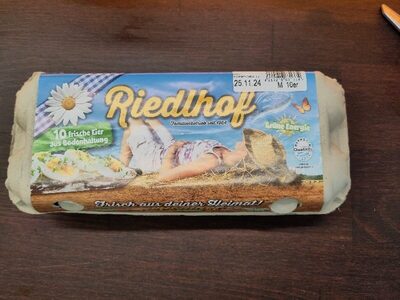 25.11.24
M 10er
Riedlhof
10 frische Eier
aus Bodenhaltung
Grüne Energie
Frisch aus deiner Heimat!